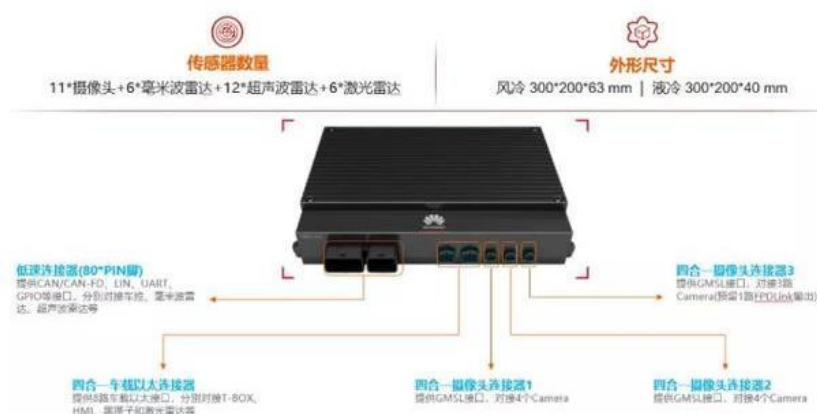 传感器数量
11*摄像头+6*毫米波雷达+12*超声波雷达+6*激光雷达
外形尺寸
风冷 300*200*63 mm | 液冷 300*200*40 mm
低速连接器(80*PIN脚)
提供CAN/CAN-FD、LIN、UART、
GPIO等接口，分别对接车控、毫米波雷
达、超声波雷达等
四合一摄像头连接器3
提供GMSL接口，对接3路
Camera(预留1路FPDLink输出)
四合一车载以太连接器
提供8路车载以太接口，分别对接T-BOX、
HMI、黑匣子和激光雷达等
四合一摄像头连接器1
提供GMSL接口，对接4个Camera
四合一摄像头连接器2
提供GMSL接口，对接4个Camera